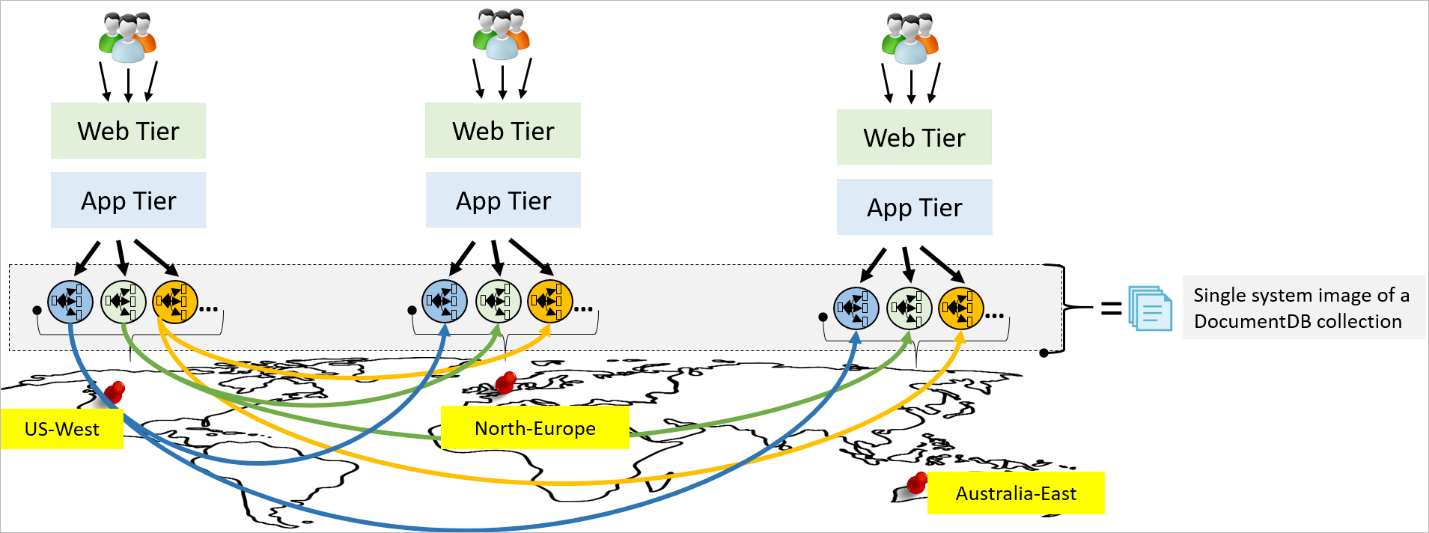 Web Tier
Web Tier
Web Tier
App Tier
App Tier
App Tier
...
...
...
=
Single system image of a
DocumentDB collection
US-West
North-Europe
Australia-East